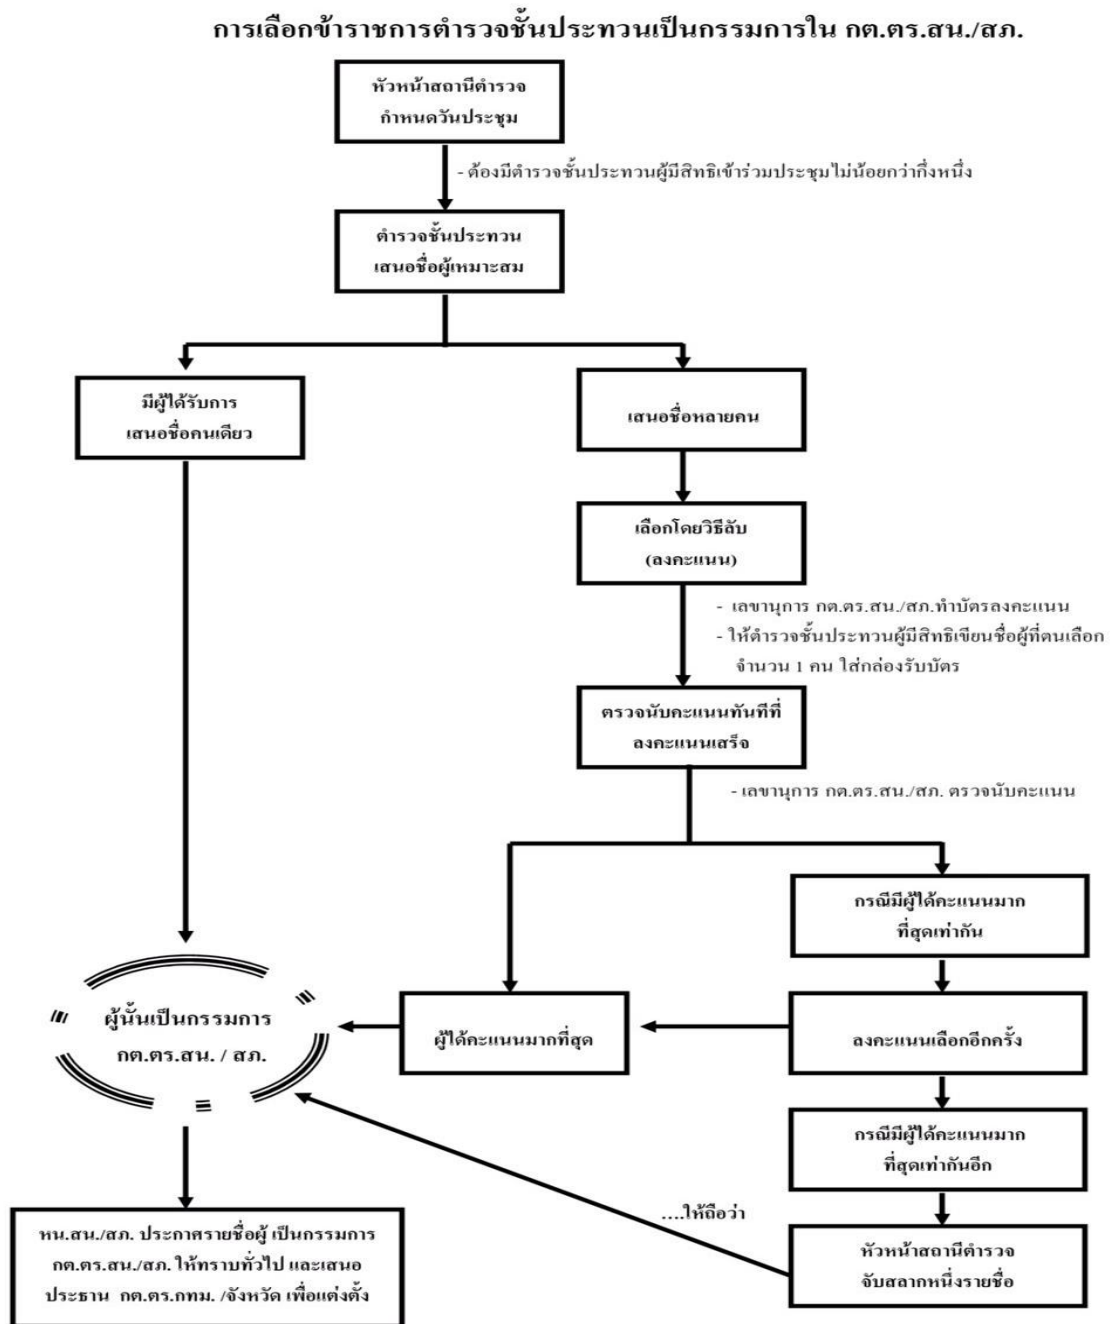 การเลือกข้าราชการตำรวจชั้นประทวนเป็นกรรมการใน กต.ตร.สน./สภ.
หัวหน้าสถานีตำรวจ
กำหนดวันประชุม
- ต้องมีตำรวจชั้นประทวนผู้มีสิทธิเข้าร่วมประชุมไม่น้อยกว่ากึ่งหนึ่ง
ตำรวจชั้นประทวน
เสนอชื่อผู้เหมาะสม
มีผู้ได้รับการ
เสนอชื่อคนเดียว
เสนอชื่อหลายคน
เลือกโดยวิธีลับ
(ลงคะแนน)
- เลขานุการ กต.ตร.สน./สภ.ทำบัตรลงคะแนน
- ให้ตำรวจชั้นประทวนผู้มีสิทธิเขียนชื่อผู้ที่ตนเลือก
จำนวน 1 คน ใส่กล่องรับบัตร
ตรวจนับคะแนนทันทีที่
ลงคะแนนเสร็จ
- เลขานุการ กต.ตร.สน./สภ. ตรวจนับคะแนน
กรณีมีผู้ได้คะแนนมาก
ที่สุดเท่ากัน
ผู้นั้นเป็นกรรมการ
กต.ตร.สน. / สภ.
ผู้ได้คะแนนมากที่สุด
ลงคะแนนเลือกอีกครั้ง
กรณีมีผู้ได้คะแนนมาก
ที่สุดเท่ากันอีก
....ให้ถือว่า
หัวหน้าสถานีตำรวจ
จับสลากหนึ่งรายชื่อ
หน.สน./สภ. ประกาศรายชื่อผู้ เป็นกรรมการ
กต.ตร.สน./สภ. ให้ทราบทั่วไป และเสนอ
ประธาน กต.ตร.กทม. /จังหวัด เพื่อแต่งตั้ง